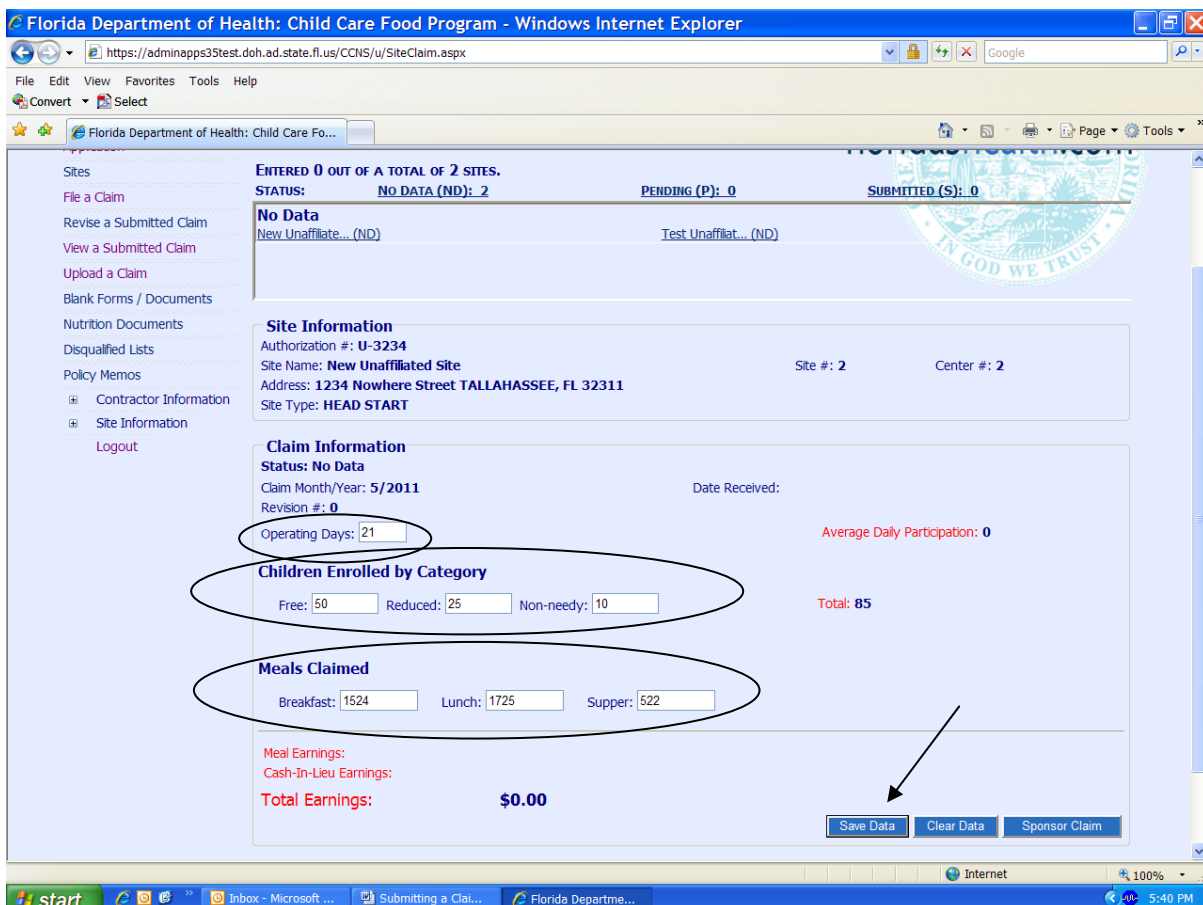 Florida Department of Health: Child Care Food Program - Windows Internet Explorer
https://adminapps35test.doh.ad.state.fl.us/CCNS/u/SiteClaim.aspx
Google
File Edit View Favorites Tools Help
Convert Select
Florida Department of Health: Child Care Fo...
Page Tools
Sites
File a Claim
Revise a Submitted Claim
View a Submitted Claim
Upload a Claim
Blank Forms / Documents
Nutrition Documents
Disqualified Lists
Policy Memos
Contractor Information
Site Information
Logout
ENTERED 0 OUT OF A TOTAL OF 2 SITES.
STATUS: NO DATA (ND): 2 PENDING (P): 0 SUBMITTED (S): 0
No Data
New Unaffiliate... (ND) Test Unaffiliat... (ND)
IN GOD WE TRUST
Site Information
Authorization #: U-3234
Site Name: New Unaffiliated Site Site #: 2 Center #: 2
Address: 1234 Nowhere Street TALLAHASSEE, FL 32311
Site Type: HEAD START
Claim Information
Status: No Data
Claim Month/Year: 5/2011 Date Received:
Revision #: 0
Operating Days: 21 Average Daily Participation: 0
Children Enrolled by Category
Free: 50 Reduced: 25 Non-needy: 10 Total: 85
Meals Claimed
Breakfast: 1524 Lunch: 1725 Supper: 522
Meal Earnings:
Cash-In-Lieu Earnings:
Total Earnings: $0.00
Save Data Clear Data Sponsor Claim
Internet 100%
start Inbox - Microsoft ... Submitting a Clai... Florida Departme... 5:40 PM